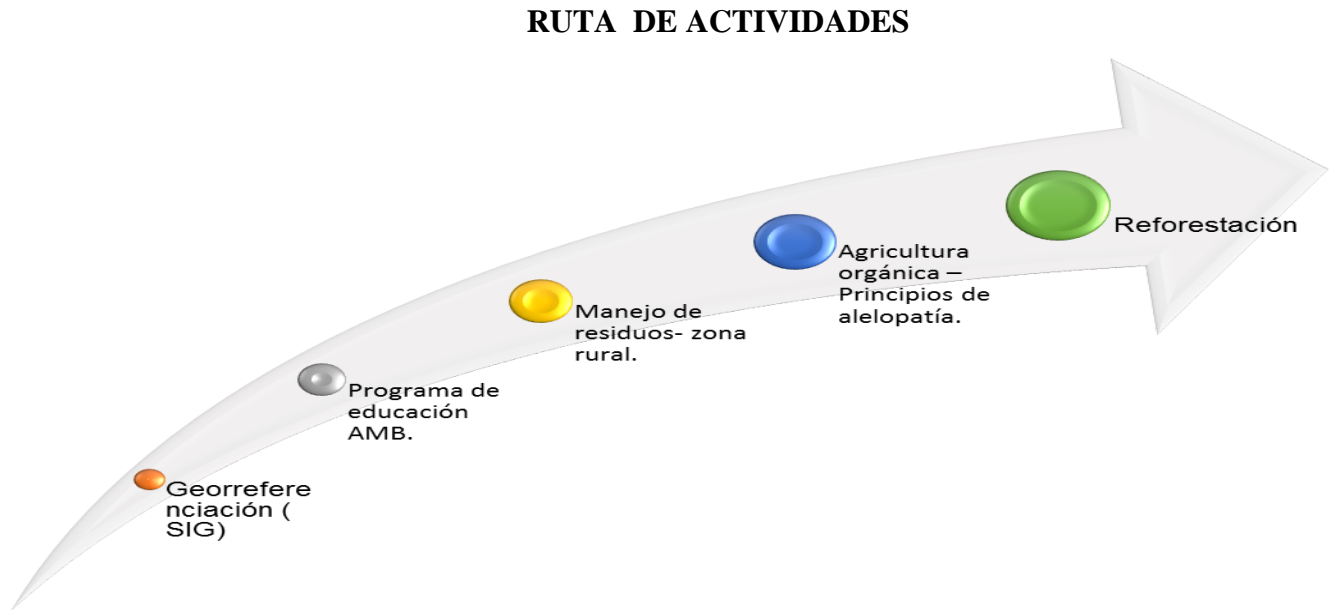 RUTA DE ACTIVIDADES
Georrefere
nciación (
SIG)
Programa de
educación
AMB.
Manejo de
residuos- zona
rural.
Agricultura
orgánica –
Principios de
alelopatía.
Reforestación